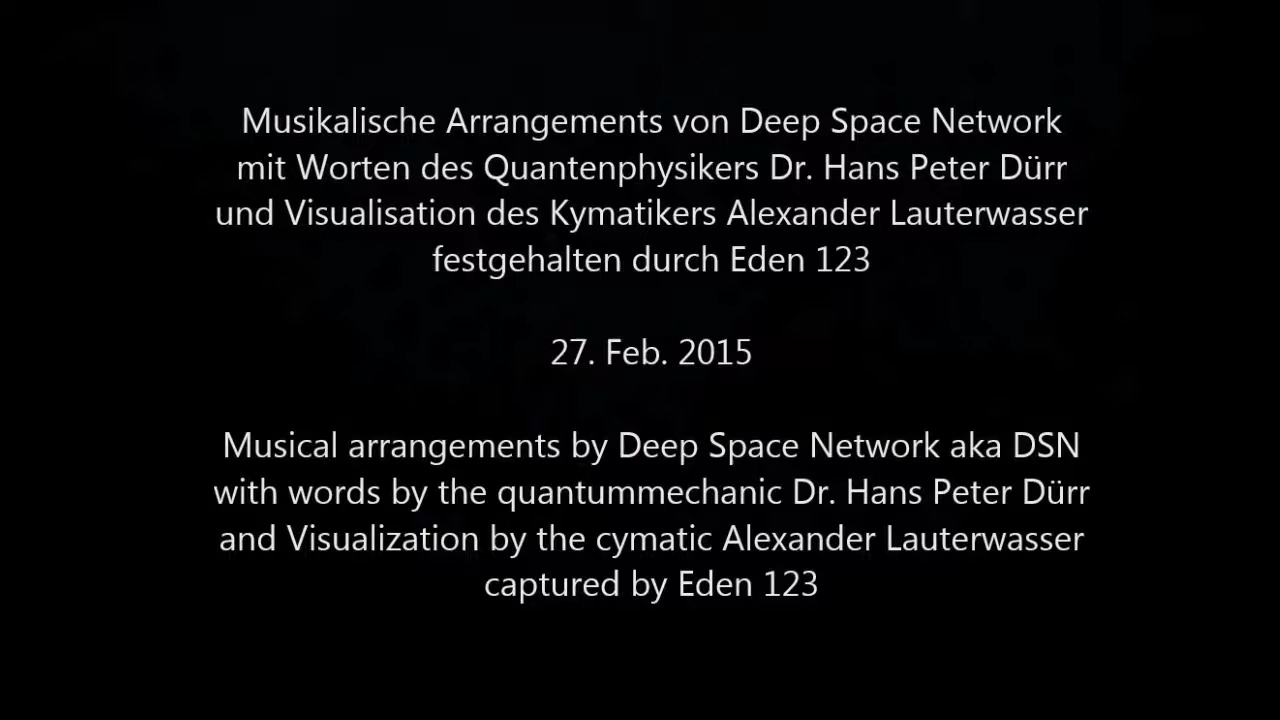 Musikalische Arrangements von Deep Space Network
mit Worten des Quantenphysikers Dr. Hans Peter Dürr
und Visualisation des Kymatikers Alexander Lauterwasser
festgehalten durch Eden 123
27. Feb. 2015
Musical arrangements by Deep Space Network aka DSN
with words by the quantummechanic Dr. Hans Peter Dürr
and Visualization by the cymatic Alexander Lauterwasser
captured by Eden 123